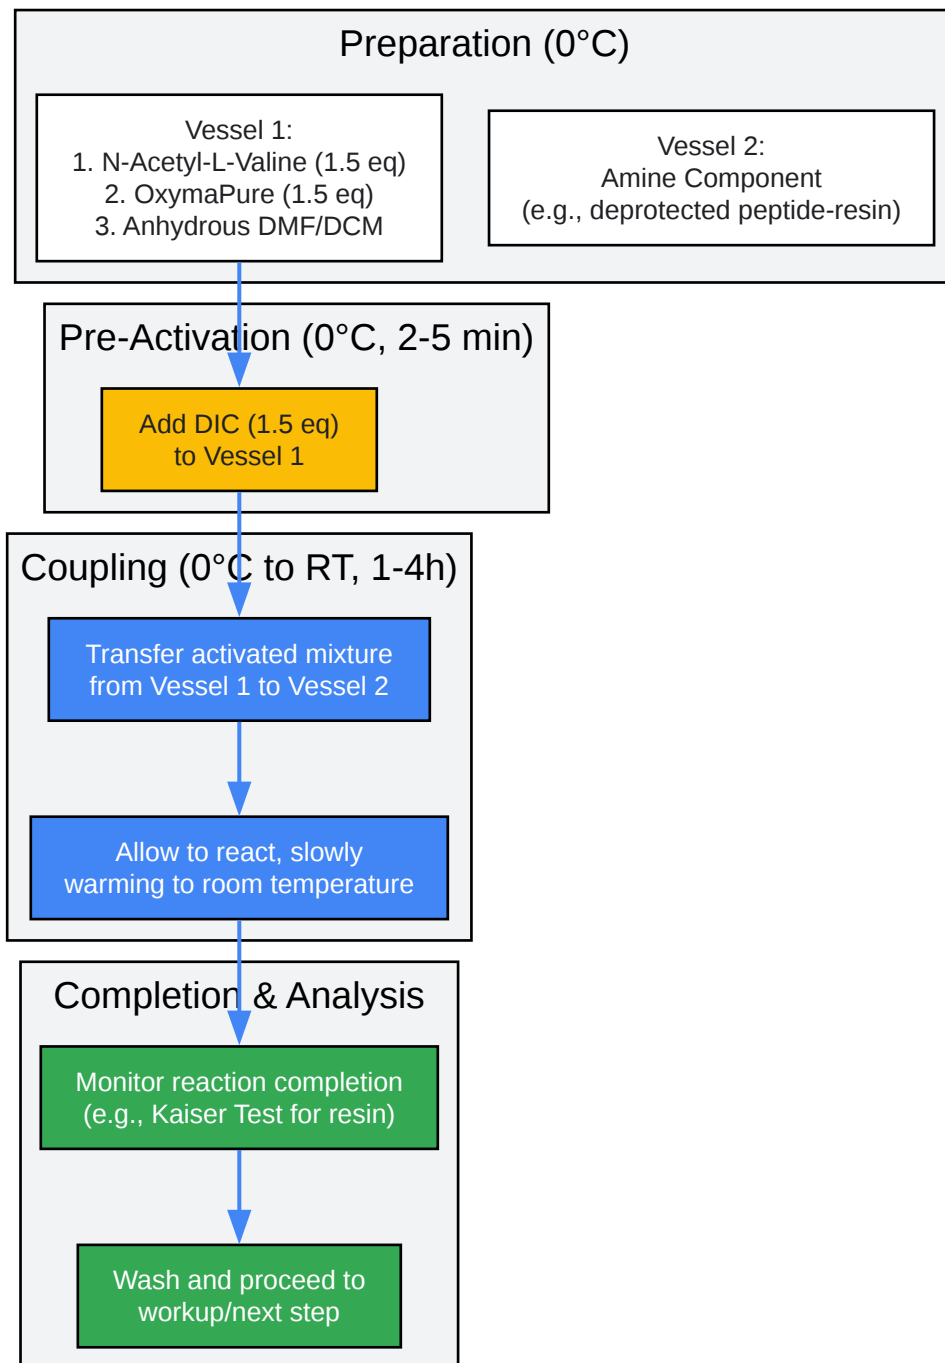 Preparation (0°C)
Vessel 1:
1. N-Acetyl-L-Valine (1.5 eq)
2. OxymaPure (1.5 eq)
3. Anhydrous DMF/DCM
Vessel 2:
Amine Component
(e.g., deprotected peptide-resin)
Pre-Activation (0°C, 2-5 min)
Add DIC (1.5 eq)
to Vessel 1
Coupling (0°C to RT, 1-4h)
Transfer activated mixture
from Vessel 1 to Vessel 2
Allow to react, slowly
warming to room temperature
Completion & Analysis
Monitor reaction completion
(e.g., Kaiser Test for resin)
Wash and proceed to
workup/next step